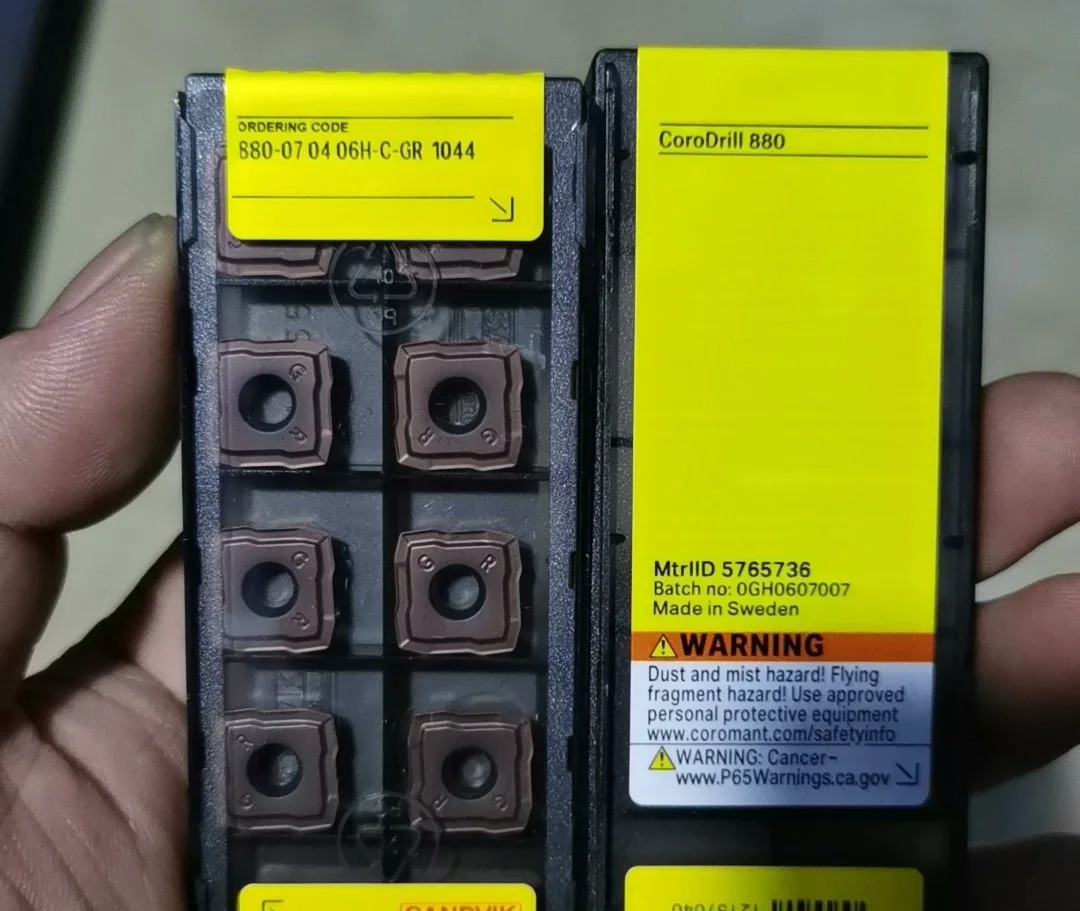 ORDERING CODE
880-07 04 06H-C-GR 1044
G
R
R
G
G
R
G
R
R
G
R
G
SANDVIK
CoroDrill 880
MtrlID 5765736
Batch no: 0GH0607007
Made in Sweden
WARNING
Dust and mist hazard! Flying
fragment hazard! Use approved
personal protective equipment
www.coromant.com/safetyinfo
WARNING: Cancer-
www.P65Warnings.ca.gov